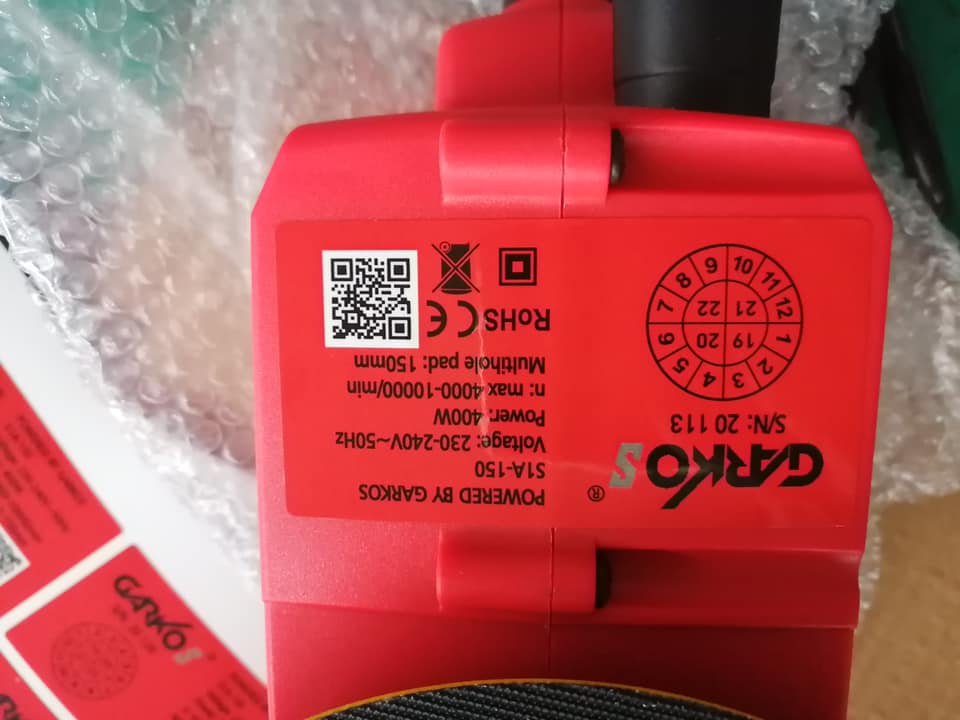 GARKOS®
S/N: 20 113
1 2 3 4 5 6 7 8 9 10 11 12
19 20 21 22
POWERED BY GARKOS
S1A-150
Voltage: 230-240V~50Hz
Power: 400W
n: max 4000-10000/min
Multihole pad: 150mm
RoHS CE
GARKOS